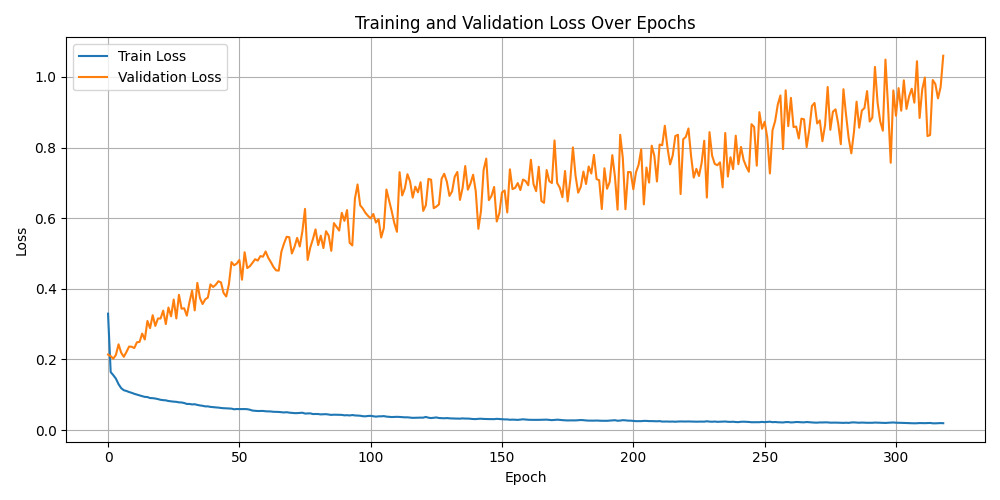 Training and Validation Loss Over Epochs
Train Loss
Validation Loss
1.0
0.8
0.6
0.4
0.2
0.0
Loss
0 50 100 150 200 250 300
Epoch